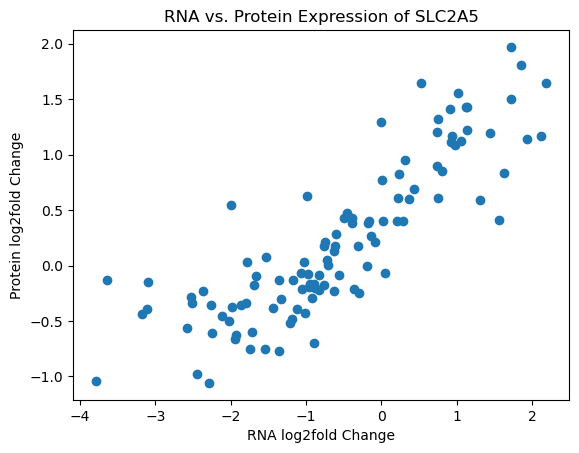 RNA vs. Protein Expression of SLC2A5
2.0
1.5
1.0
0.5
0.0
−0.5
−1.0
Protein log2fold Change
−4 −3 −2 −1 0 1 2
RNA log2fold Change